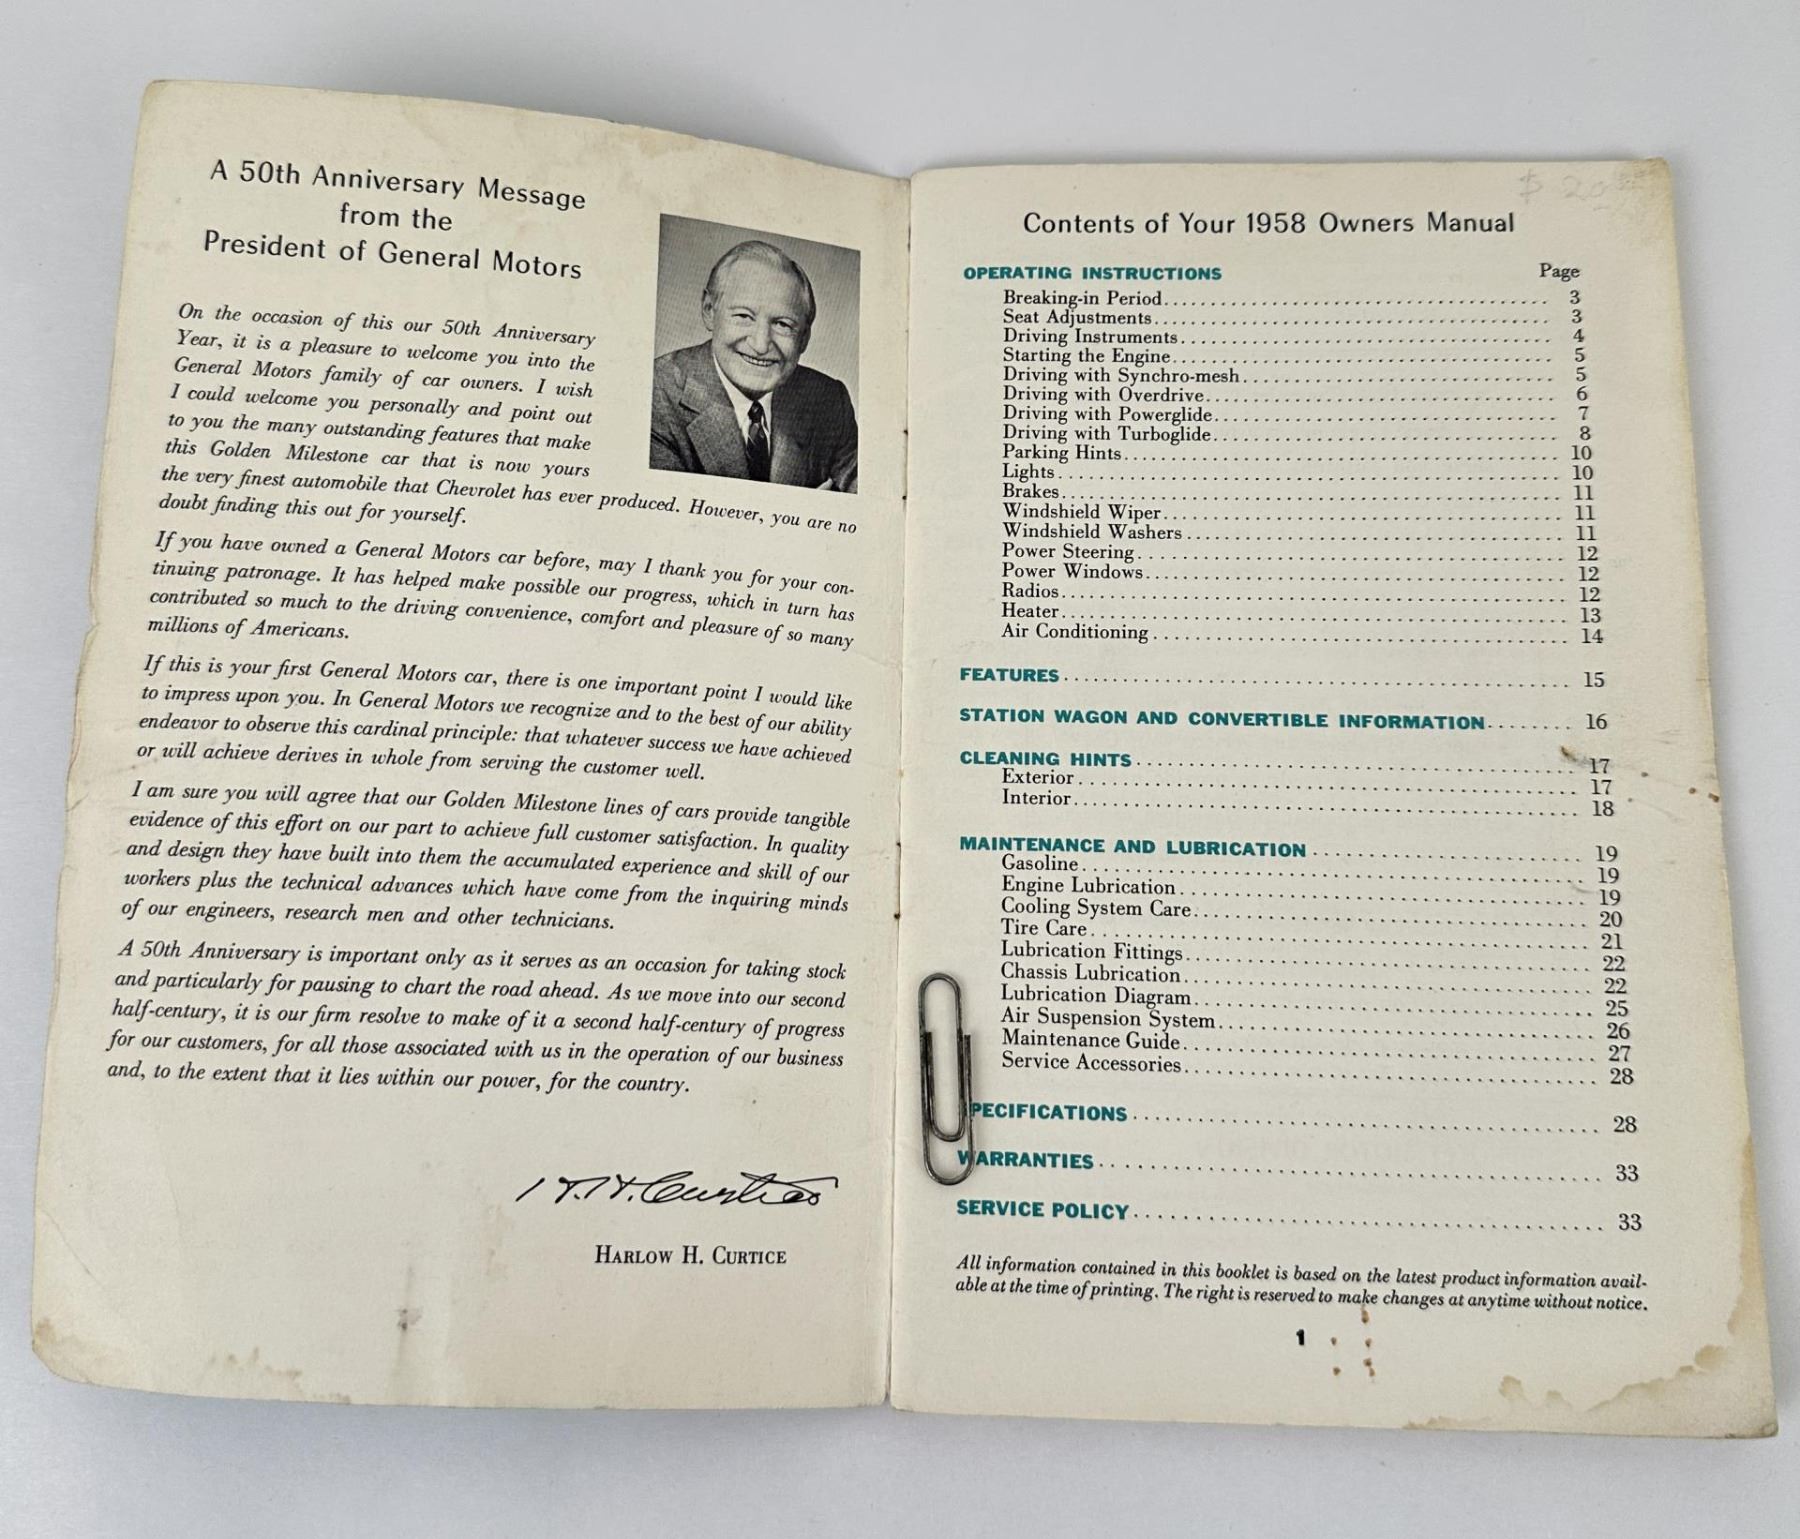 A 50th Anniversary Message
from the
President of General Motors
On the occasion of this our 50th Anniversary
Year, it is a pleasure to welcome you into the
General Motors family of car owners. I wish
I could welcome you personally and point out
to you the many outstanding features that make
this Golden Milestone car that is now yours
the very finest automobile that Chevrolet has ever produced. However, you are no
doubt finding this out for yourself.
If you have owned a General Motors car before, may I thank you for your con-
tinuing patronage. It has helped make possible our progress, which in turn has
contributed so much to the driving convenience, comfort and pleasure of so many
millions of Americans.
If this is your first General Motors car, there is one important point I would like
to impress upon you. In General Motors we recognize and to the best of our ability
endeavor to observe this cardinal principle: that whatever success we have achieved
or will achieve derives in whole from serving the customer well.
I am sure you will agree that our Golden Milestone lines of cars provide tangible
evidence of this effort on our part to achieve full customer satisfaction. In quality
and design they have built into them the accumulated experience and skill of our
workers plus the technical advances which have come from the inquiring minds
of our engineers, research men and other technicians.
A 50th Anniversary is important only as it serves as an occasion for taking stock
and particularly for pausing to chart the road ahead. As we move into our second
half-century, it is our firm resolve to make of it a second half-century of progress
for our customers, for all those associated with us in the operation of our business
and, to the extent that it lies within our power, for the country.
H. H. Curtice
HARLOW H. CURTICE
$ 20
Contents of Your 1958 Owners Manual
OPERATING INSTRUCTIONS Page
Breaking-in Period 3
Seat Adjustments 3
Driving Instruments 4
Starting the Engine 5
Driving with Synchro-mesh 5
Driving with Overdrive 6
Driving with Powerglide 7
Driving with Turboglide 8
Parking Hints 10
Lights 10
Brakes 11
Windshield Wiper 11
Windshield Washers 11
Power Steering 12
Power Windows 12
Radios 12
Heater 13
Air Conditioning 14
FEATURES 15
STATION WAGON AND CONVERTIBLE INFORMATION 16
CLEANING HINTS 17
Exterior 17
Interior 18
MAINTENANCE AND LUBRICATION 19
Gasoline 19
Engine Lubrication 19
Cooling System Care 20
Tire Care 21
Lubrication Fittings 22
Chassis Lubrication 22
Lubrication Diagram 25
Air Suspension System 26
Maintenance Guide 27
Service Accessories 28
SPECIFICATIONS 28
WARRANTIES 33
SERVICE POLICY 33
All information contained in this booklet is based on the latest product information avail-
able at the time of printing. The right is reserved to make changes at anytime without notice.
1